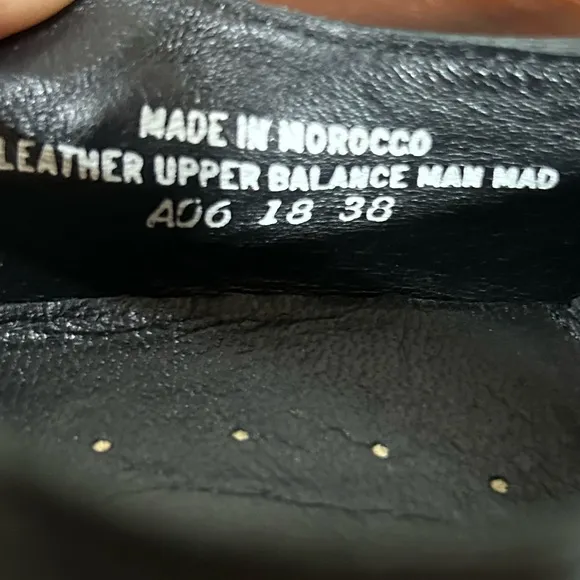 MADE IN MOROCCO
LEATHER UPPER BALANCE MAN MAD
A06 18 38